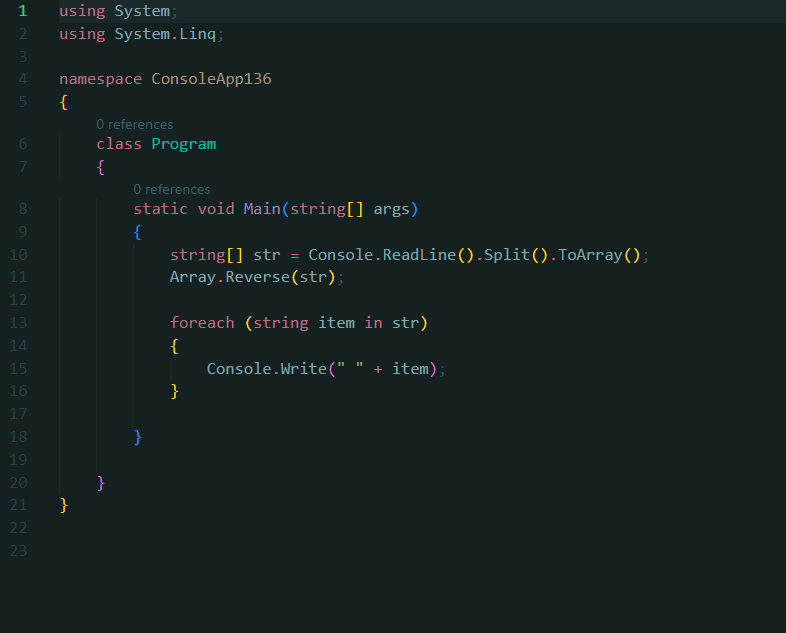 1 using System;
2 using System.Linq;
3
4 namespace ConsoleApp136
5 {
0 references
6 class Program
7 {
0 references
8 static void Main(string[] args)
9 {
10 string[] str = Console.ReadLine().Split().ToArray();
11 Array.Reverse(str);
12
13 foreach (string item in str)
14 {
15 Console.Write(" " + item);
16 }
17
18 }
19
20 }
21 }
22
23